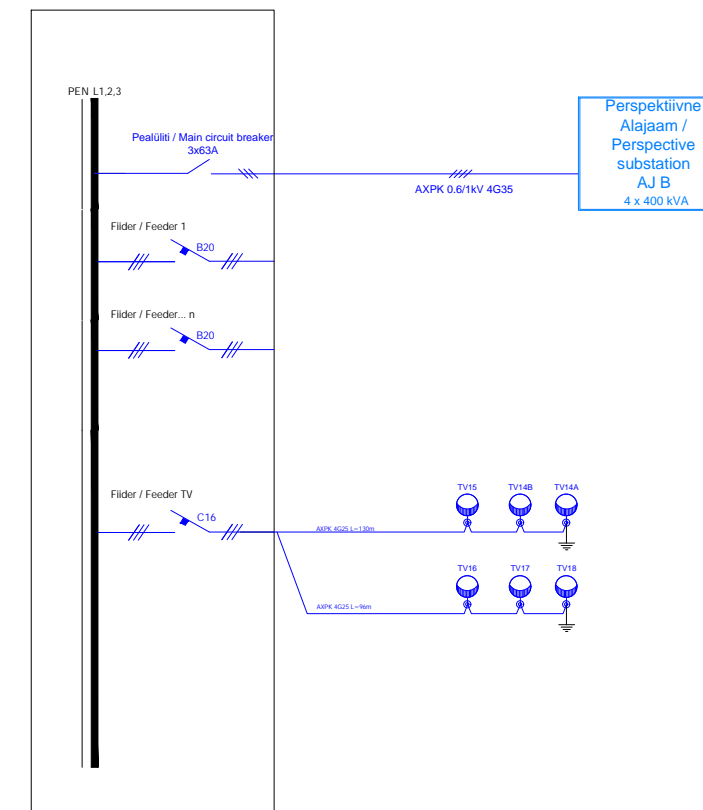 PEN L1,2,3
Pealüliti / Main circuit breaker
3x63A
AXPK 0.6/1kV 4G35
Perspektiivne
Alajaam /
Perspective
substation
AJ B
4 x 400 kVA
Fiider / Feeder 1
B20
Fiider / Feeder... n
B20
Fiider / Feeder TV
C16
AXPK 4G25 L~130m
TV15 TV14B TV14A
AXPK 4G25 L~96m
TV16 TV17 TV18